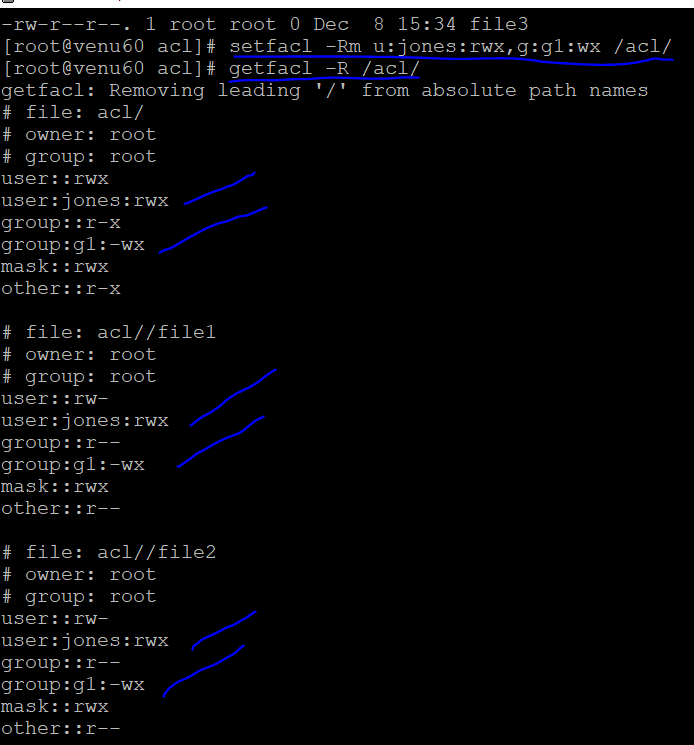 -rw-r--r--. 1 root root 0 Dec  8 15:34 file3
[root@venu60 acl]# setfacl -Rm u:jones:rwx,g:g1:wx /acl/
[root@venu60 acl]# getfacl -R /acl/
getfacl: Removing leading '/' from absolute path names
# file: acl/
# owner: root
# group: root
user::rwx
user:jones:rwx
group::r-x
group:g1:-wx
mask::rwx
other::r-x

# file: acl//file1
# owner: root
# group: root
user::rw-
user:jones:rwx
group::r--
group:g1:-wx
mask::rwx
other::r--

# file: acl//file2
# owner: root
# group: root
user::rw-
user:jones:rwx
group::r--
group:g1:-wx
mask::rwx
other::r--